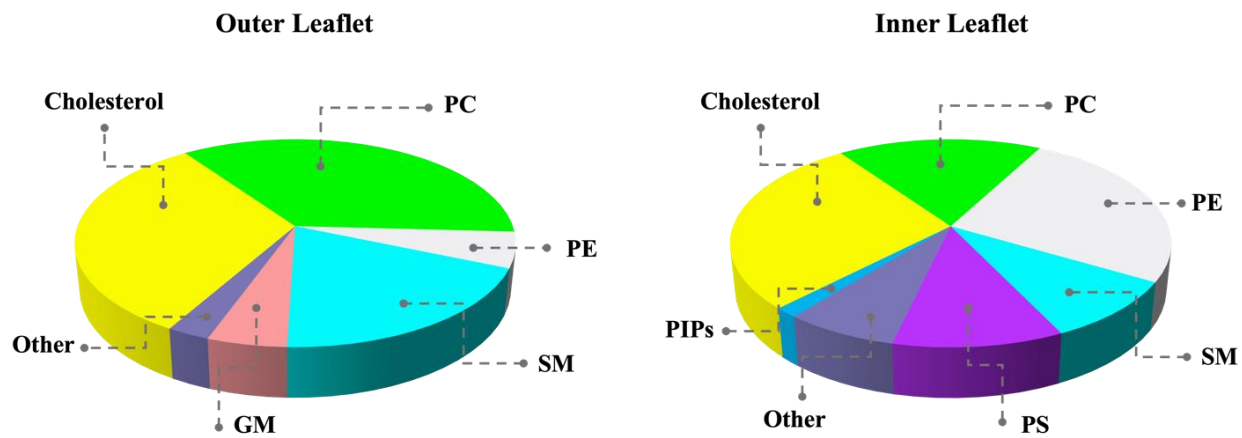 Outer Leaflet
Cholesterol
PC
PE
SM
GM
Other
Inner Leaflet
Cholesterol
PC
PE
SM
PS
Other
PIPs